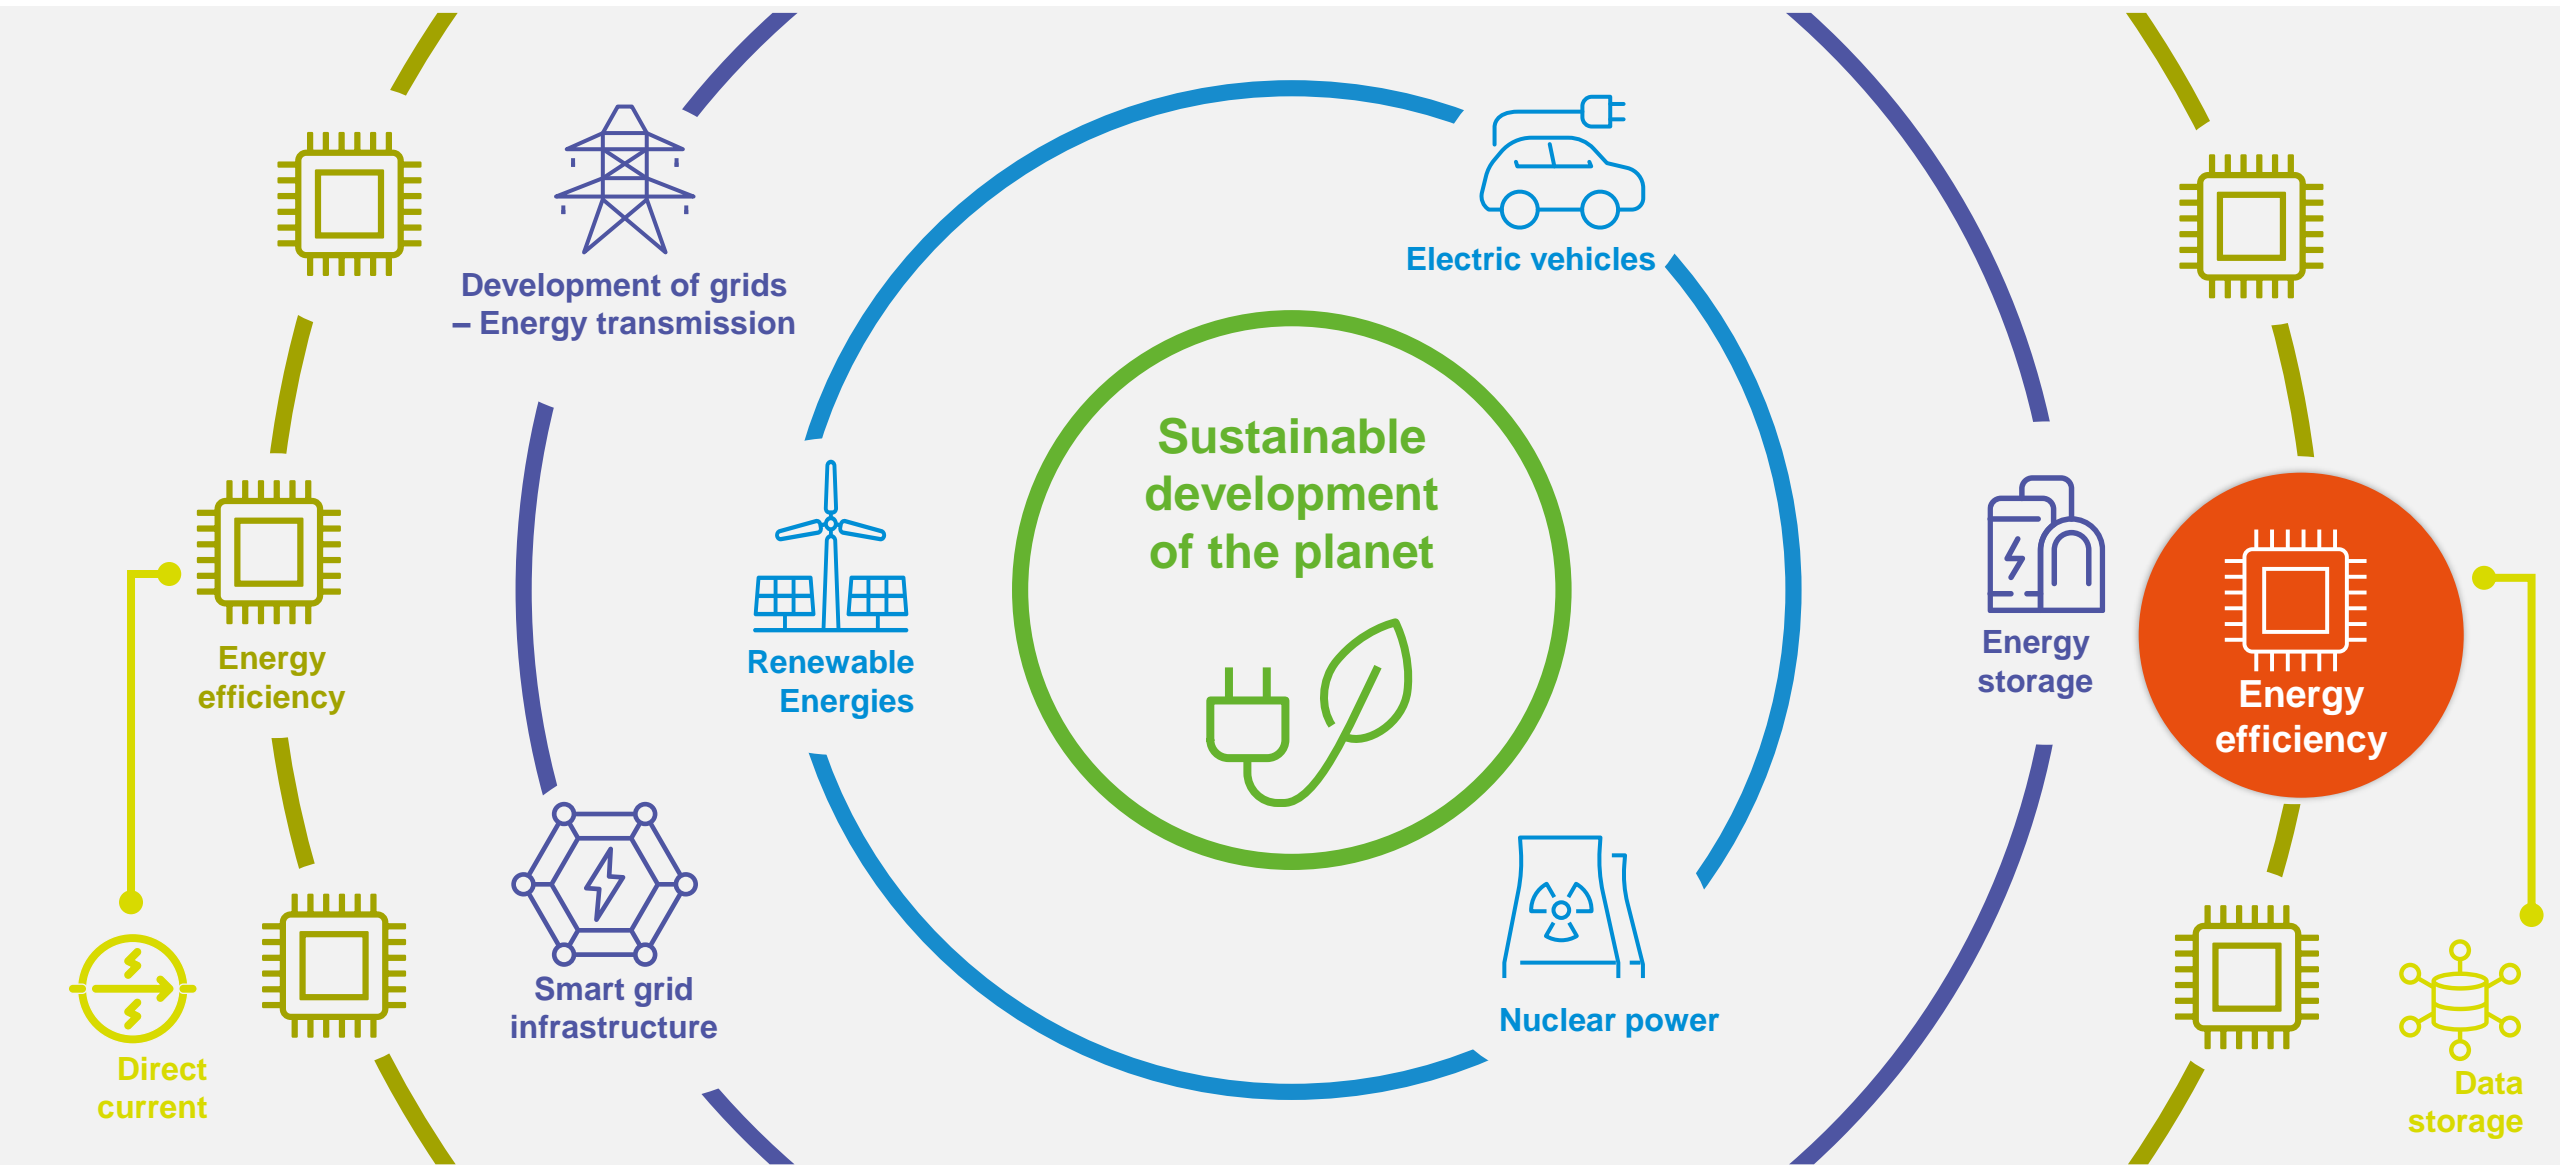 Electric vehicles
Development of grids
– Energy transmission
Sustainable
development
of the planet
Renewable
Energies
Energy
storage
Energy
efficiency
Energy
efficiency
Smart grid
infrastructure
Nuclear power
Direct
current
Data
storage